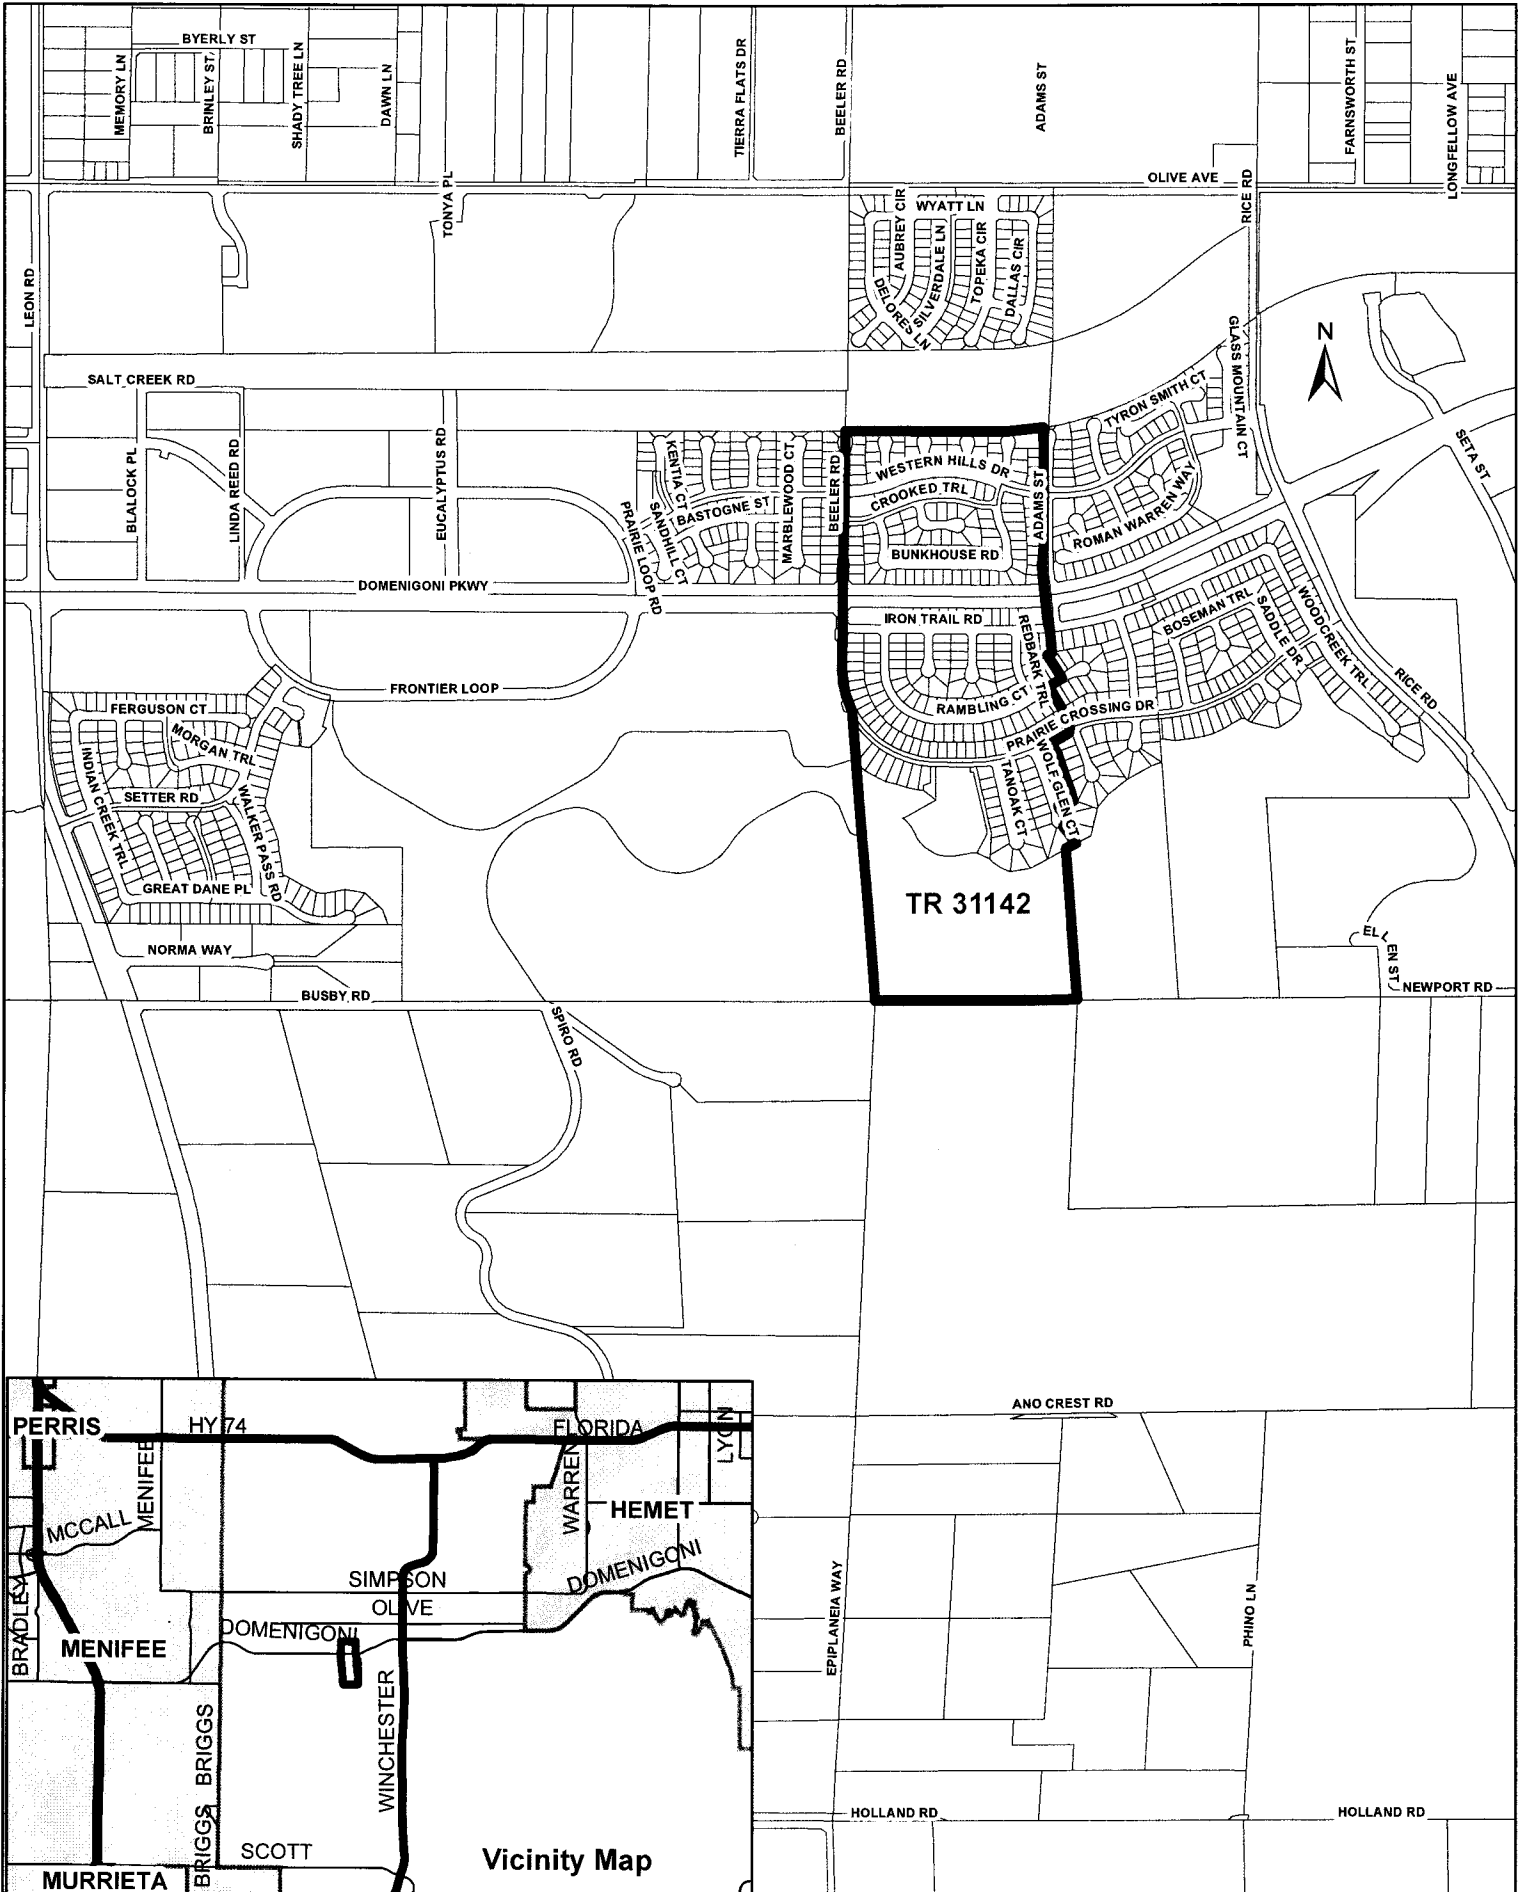 BYERLY ST
MEMORY LN
BRINLEY ST
SHADY TREE LN
DAWN LN
TIERRA FLATS DR
BEELER RD
ADAMS ST
FARNSWORTH ST
LONGFELLOW AVE
OLIVE AVE
RICE RD
TONYA PL
LEON RD
WYATT LN
AUBREY CIR
SILVERDALE LN
TOPEKA CIR
DALLAS CIR
DELORES LN
N
GLASS MOUNTAIN CT
SALT CREEK RD
TYRON SMITH CT
SETA ST
BLALOCK PL
LINDA REED RD
EUCALYPTUS RD
KENTIA CT
SANDHILL CT
BASTOGNE ST
MARBLEWOOD CT
PRAIRIE LOOP RD
BEELER RD
WESTERN HILLS DR
CROOKED TRL
BUNKHOUSE RD
ADAMS ST
ROMAN WARREN WAY
DOMENIGONI PKWY
IRON TRAIL RD
REDBARK TRL
BOSEMAN TRL
SADDLE DR
WOODCREEK TRL
RICE RD
FRONTIER LOOP
RAMBLING CT
PRAIRIE CROSSING DR
FERGUSON CT
MORGAN TRL
INDIAN CREEK TRL
SETTER RD
WALKER PASS RD
WOLF GLEN CT
TANOAK CT
GREAT DANE PL
TR 31142
NORMA WAY
ELLEN ST
BUSBY RD
NEWPORT RD
SPIRO RD
ANO CREST RD
EPIPLANEIA WAY
PHINO LN
HOLLAND RD
HOLLAND RD
PERRIS
HY 74
FLORIDA
LYON
MENIFEE
WARREN
HEMET
MCCALL
DOMENIGONI
SIMPSON
OLIVE
BRADLEY
DOMENIGONI
MENIFEE
WINCHESTER
BRIGGS
BRIGGS
SCOTT
Vicinity Map
MURRIETA